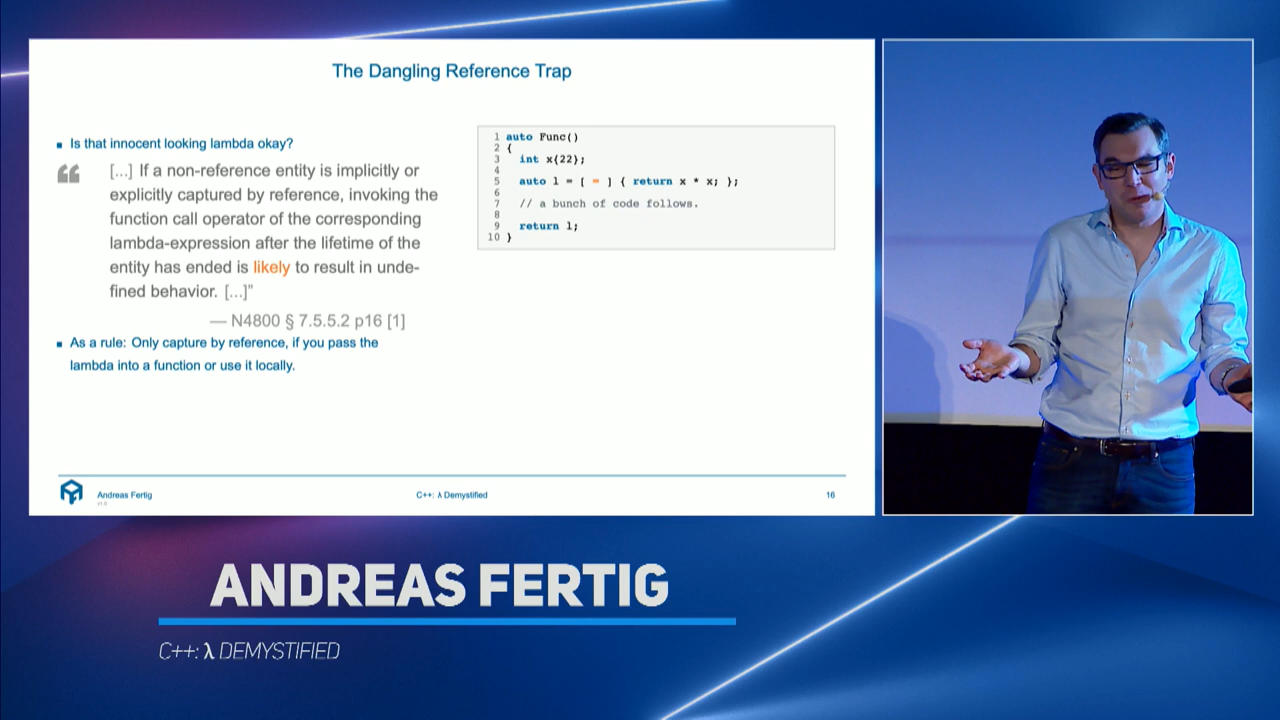 The Dangling Reference Trap
▪ Is that innocent looking lambda okay?
“ [...] If a non-reference entity is implicitly or
explicitly captured by reference, invoking the
function call operator of the corresponding
lambda-expression after the lifetime of the
entity has ended is likely to result in unde-
fined behavior. [...]”
— N4800 § 7.5.5.2 p16 [1]
▪ As a rule: Only capture by reference, if you pass the
lambda into a function or use it locally.
1 auto Func()
2 {
3 int x{22};
4
5 auto l = [ = ] { return x * x; };
6
7 // a bunch of code follows.
8
9 return l;
10 }
Andreas Fertig
v1.0
C++: λ Demystified
16
ANDREAS FERTIG
C++: λ DEMYSTIFIED